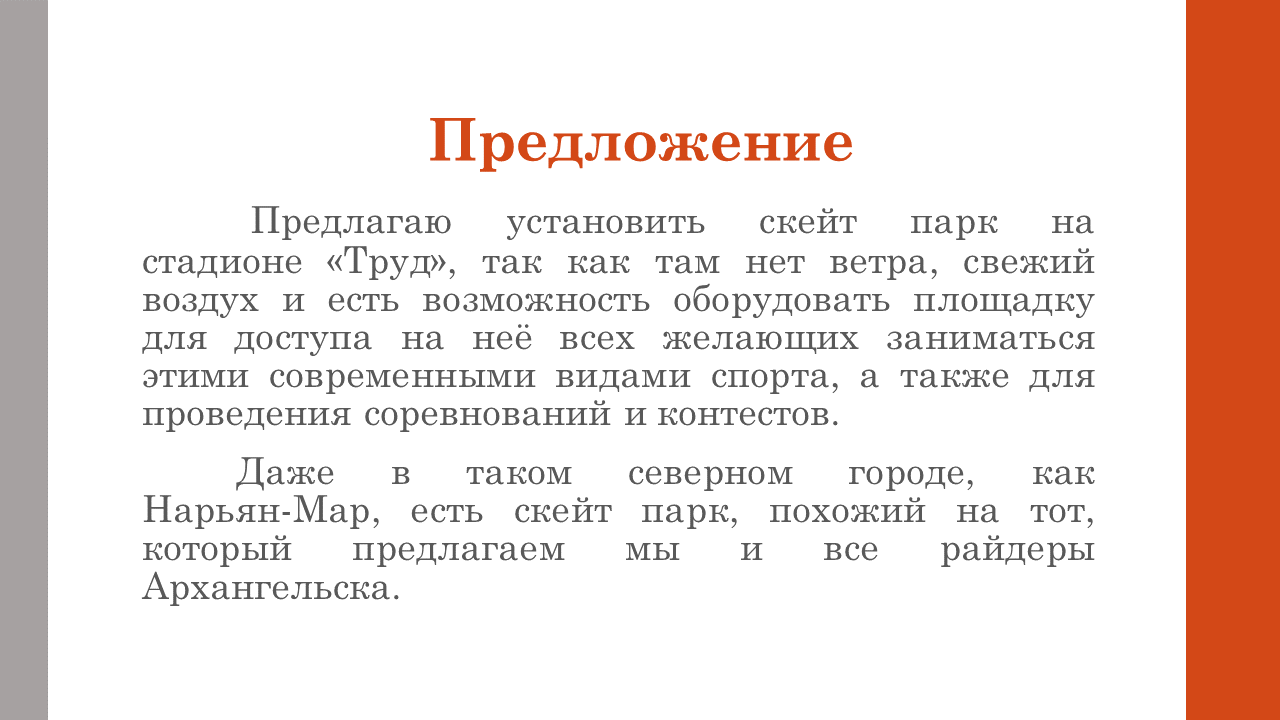 Предложение
Предлагаю установить скейт парк на
стадионе «Труд», так как там нет ветра, свежий
воздух и есть возможность оборудовать площадку
для доступа на неё всех желающих заниматься
этими современными видами спорта, а также для
проведения соревнований и контестов.
Даже в таком северном городе, как
Нарьян-Мар, есть скейт парк, похожий на тот,
который предлагаем мы и все райдеры
Архангельска.